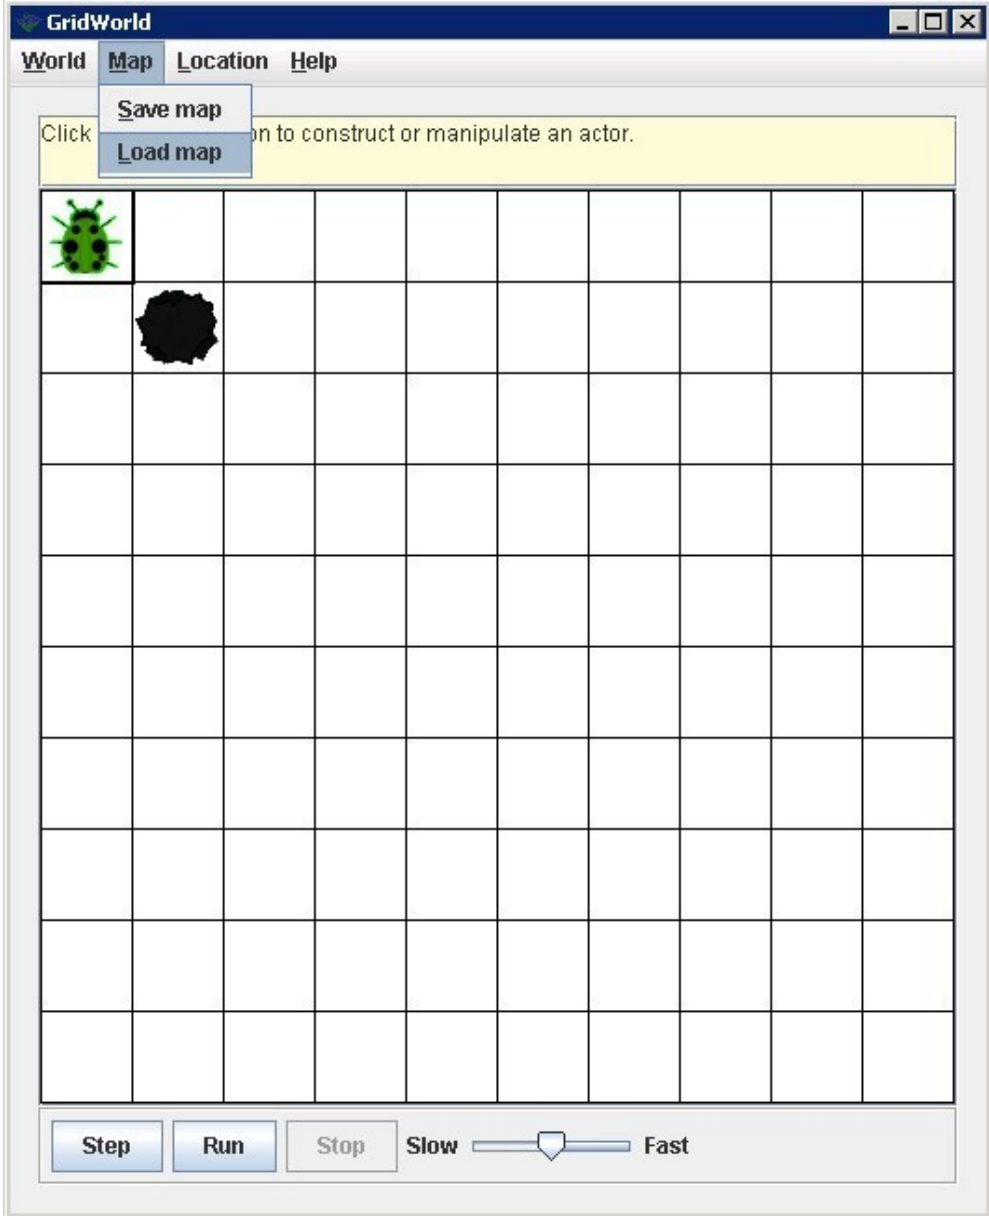 GridWorld
World Map Location Help
Save map
Click on to construct or manipulate an actor.
Load map
Step Run Stop Slow Fast